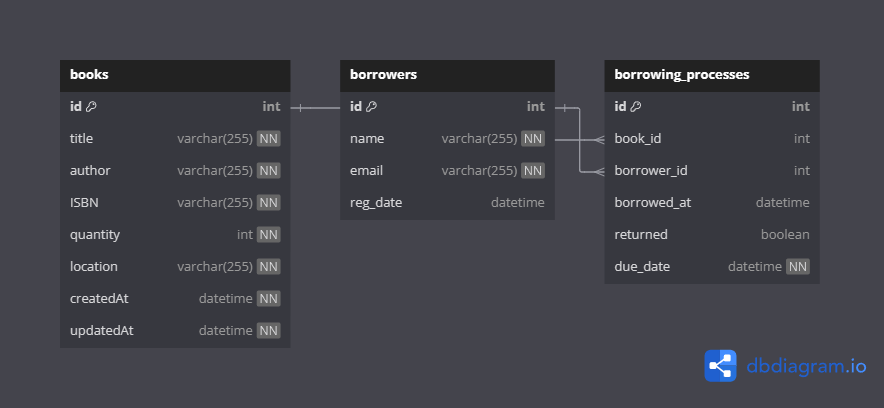 books
id int
title varchar(255) NN
author varchar(255) NN
ISBN varchar(255) NN
quantity int NN
location varchar(255) NN
createdAt datetime NN
updatedAt datetime NN
borrowers
id int
name varchar(255) NN
email varchar(255) NN
reg_date datetime
borrowing_processes
id int
book_id int
borrower_id int
borrowed_at datetime
returned boolean
due_date datetime NN
dbdiagram.io